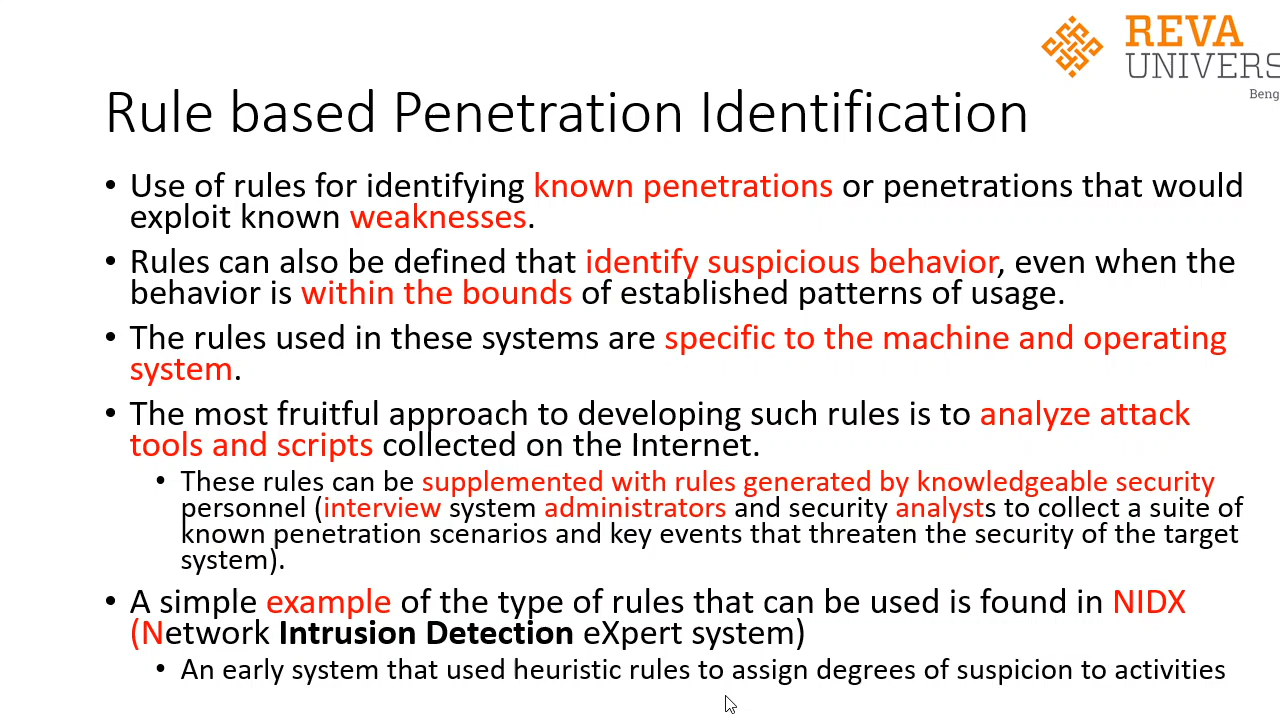 REVA
UNIVERS
Beng
Rule based Penetration Identification
• Use of rules for identifying known penetrations or penetrations that would
exploit known weaknesses.
• Rules can also be defined that identify suspicious behavior, even when the
behavior is within the bounds of established patterns of usage.
• The rules used in these systems are specific to the machine and operating
system.
• The most fruitful approach to developing such rules is to analyze attack
tools and scripts collected on the Internet.
• These rules can be supplemented with rules generated by knowledgeable security
personnel (interview system administrators and security analysts to collect a suite of
known penetration scenarios and key events that threaten the security of the target
system).
• A simple example of the type of rules that can be used is found in NIDX
(Network Intrusion Detection eXpert system)
• An early system that used heuristic rules to assign degrees of suspicion to activities